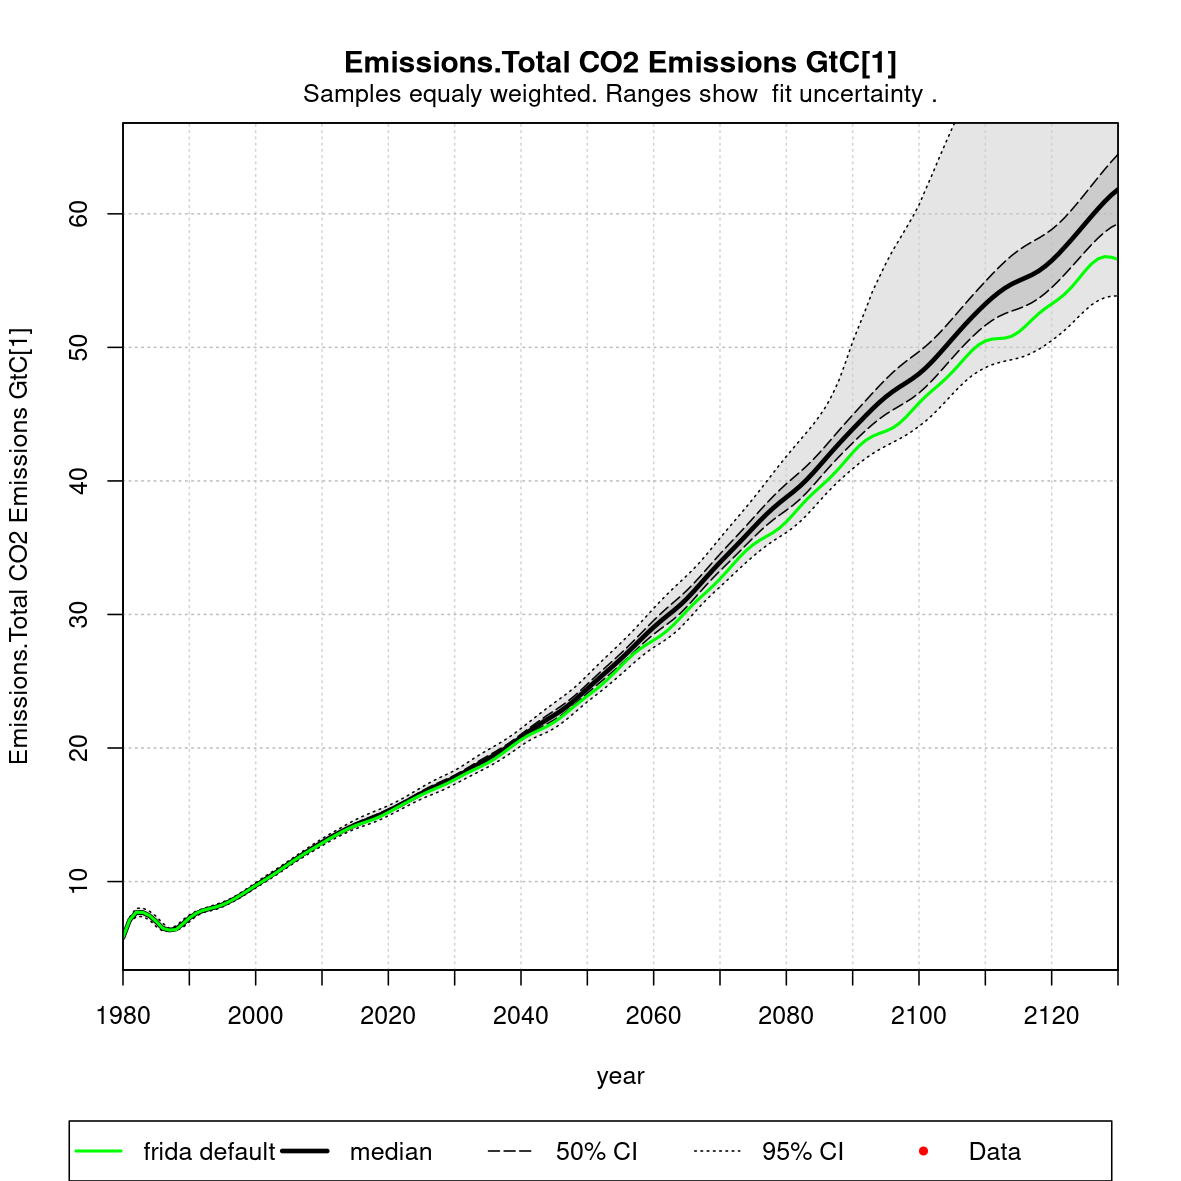 Emissions.Total CO2 Emissions GtC[1]
Samples equaly weighted. Ranges show  fit uncertainty .
Emissions.Total CO2 Emissions GtC[1]
60
50
40
30
20
10
1980 2000 2020 2040 2060 2080 2100 2120
year
frida default median 50% CI 95% CI Data